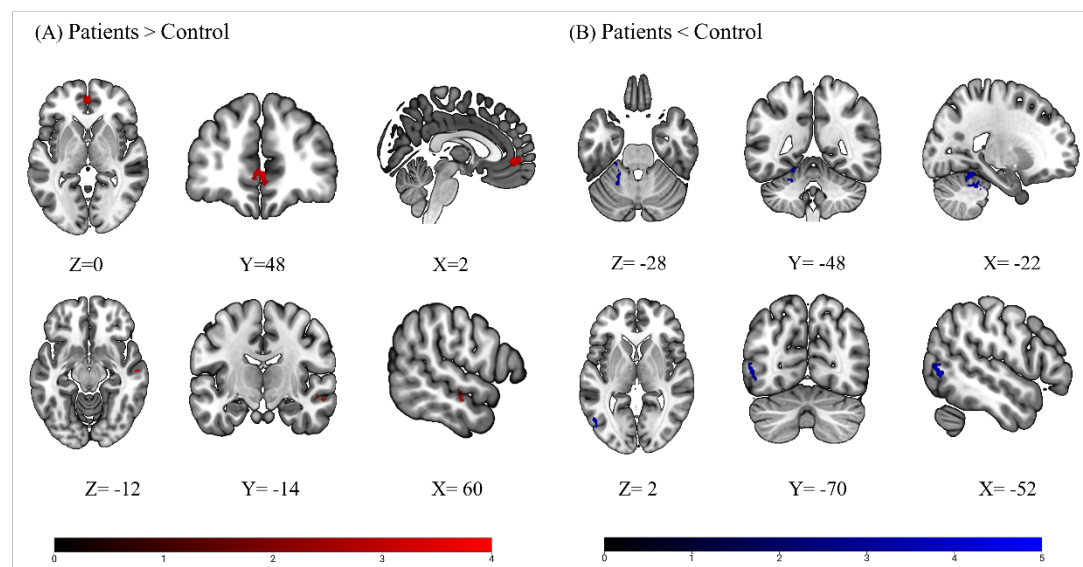 (A) Patients > Control
(B) Patients < Control
Z=0 Y=48 X=2
Z= -28 Y= -48 X= -22
Z= -12 Y= -14 X= 60
Z= 2 Y= -70 X= -52
0 1 2 3 4
0 1 2 3 4 5